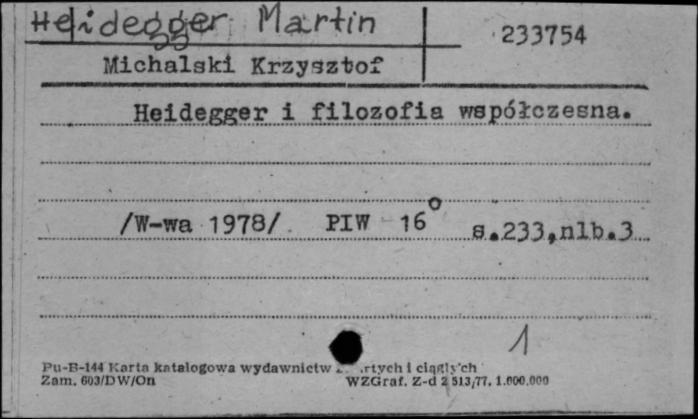 Heidegger Martin
233754
Michalski Krzysztof
Heidegger i filozofia współczesna.
/W-wa 1978/. PIW 16° s.233,nlb.3
1
Pu-B-144 Karta katalogowa wydawnictw i ciągłych
Zam. 603/DW/On WZGraf. Z-d 2 513/77. 1.000.000